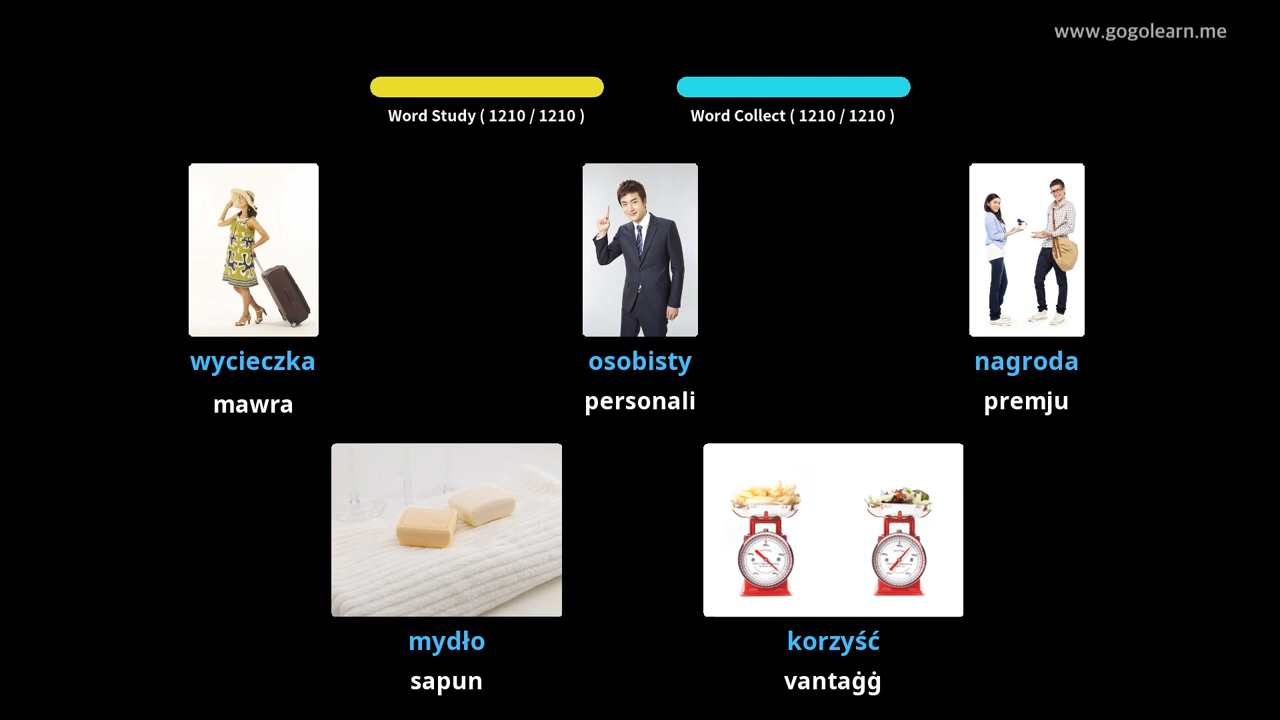 www.gogolearn.me
Word Study ( 1210 / 1210 )
Word Collect ( 1210 / 1210 )
wycieczka
mawra
osobisty
personali
nagroda
premju
mydło
sapun
korzyść
vantaġġ